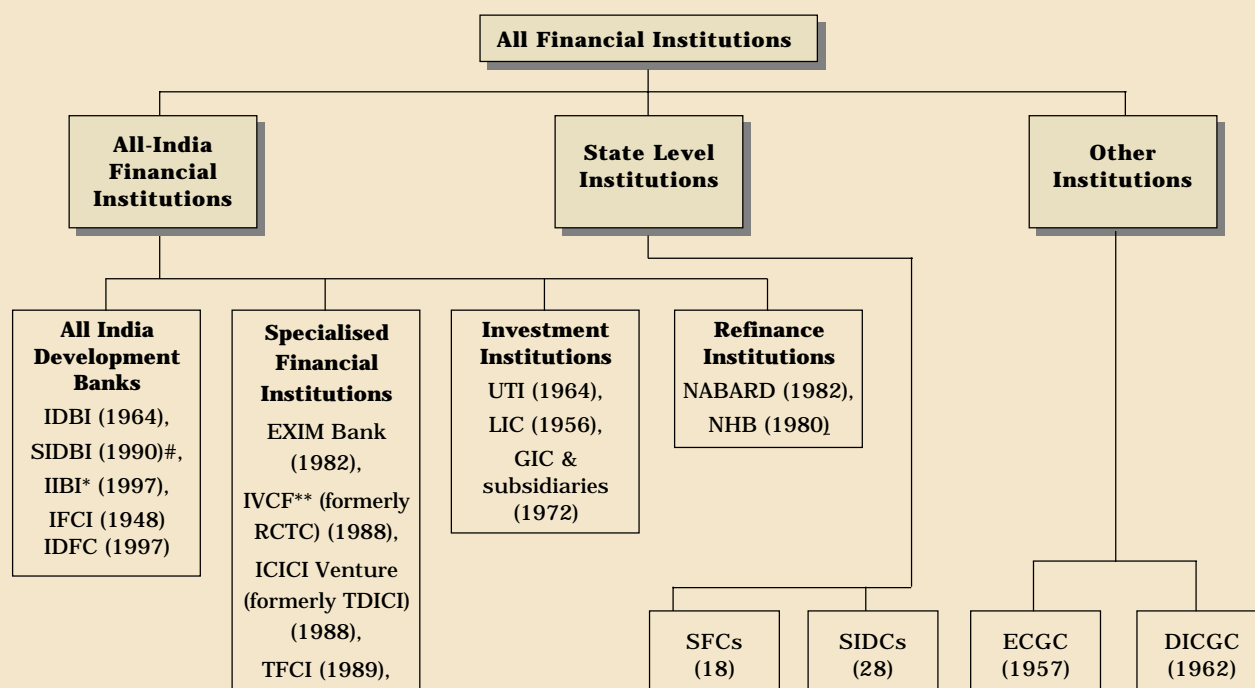 All Financial Institutions
All-India
Financial
Institutions
State Level
Institutions
Other
Institutions
All India
Development
Banks
IDBI (1964),
SIDBI (1990)#,
IIBI* (1997),
IFCI (1948)
IDFC (1997)
Specialised
Financial
Institutions
EXIM Bank
(1982),
IVCF** (formerly
RCTC) (1988),
ICICI Venture
(formerly TDICI)
(1988),
TFCI (1989),
Investment
Institutions
UTI (1964),
LIC (1956),
GIC &
subsidiaries
(1972)
Refinance
Institutions
NABARD (1982),
NHB (1980)
SFCs
(18)
SIDCs
(28)
ECGC
(1957)
DICGC
(1962)